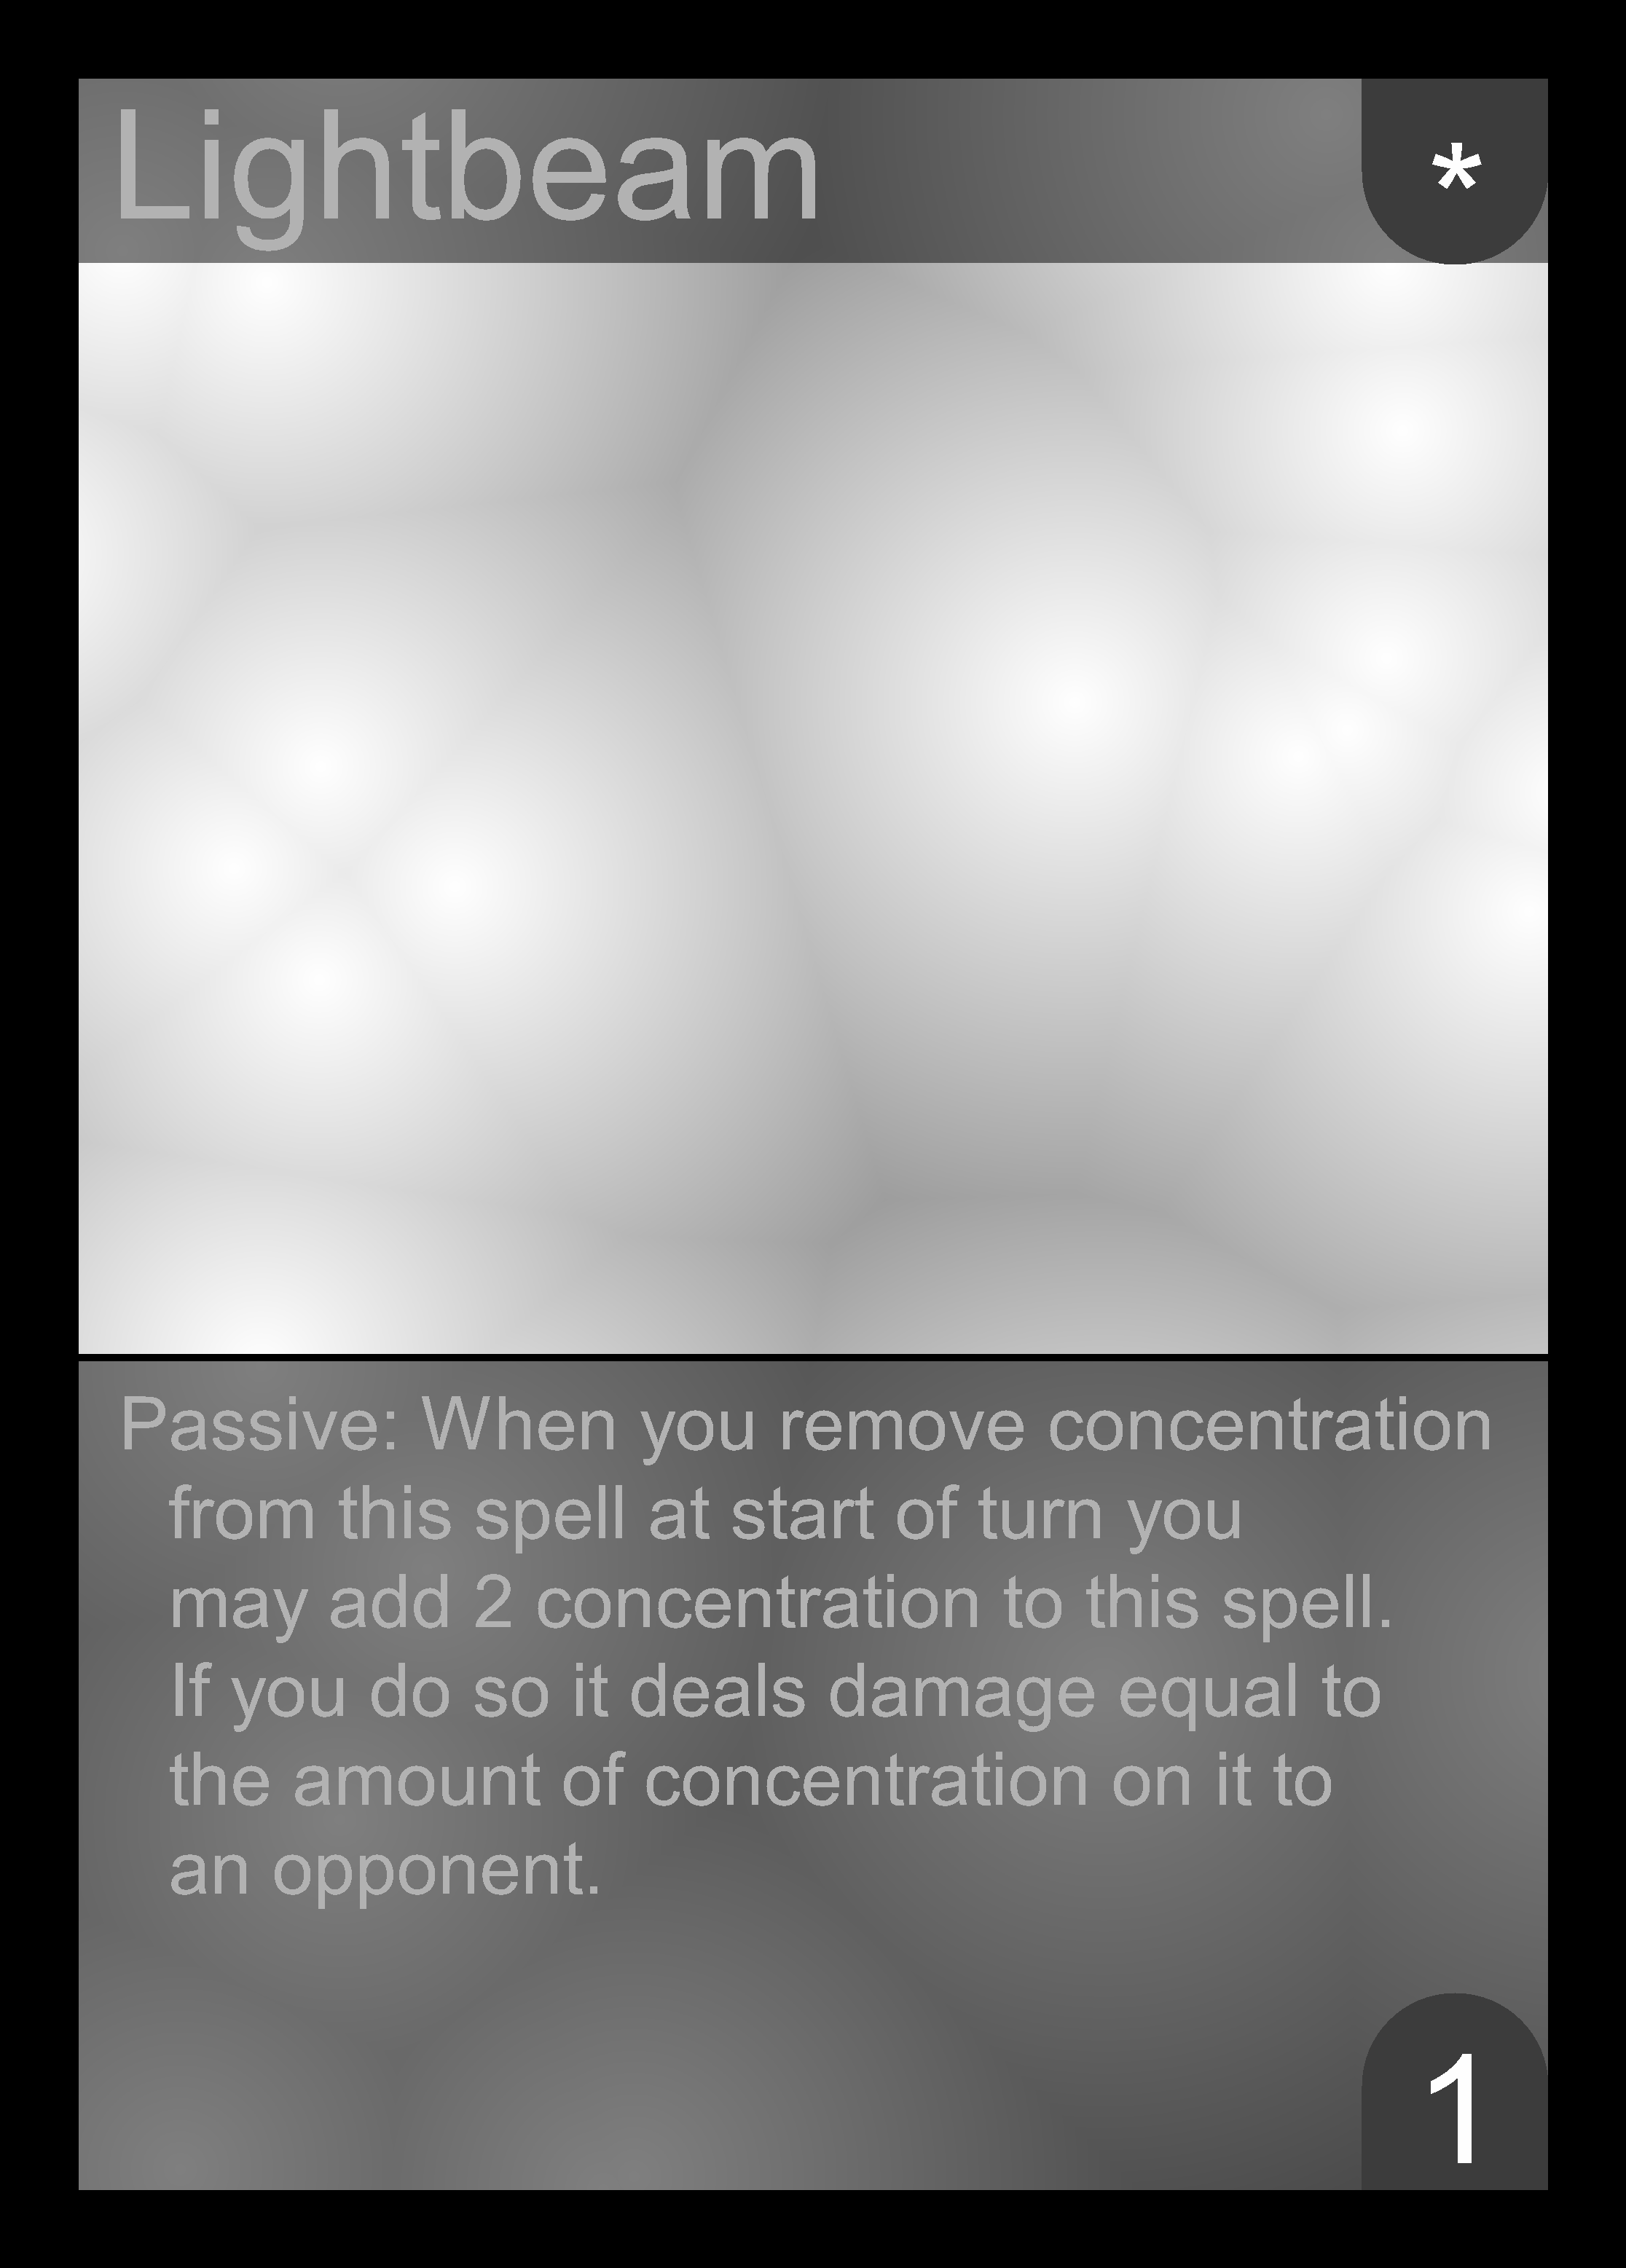 Lightbeam
*
Passive: When you remove concentration
from this spell at start of turn you
may add 2 concentration to this spell.
If you do so it deals damage equal to
the amount of concentration on it to
an opponent.
1